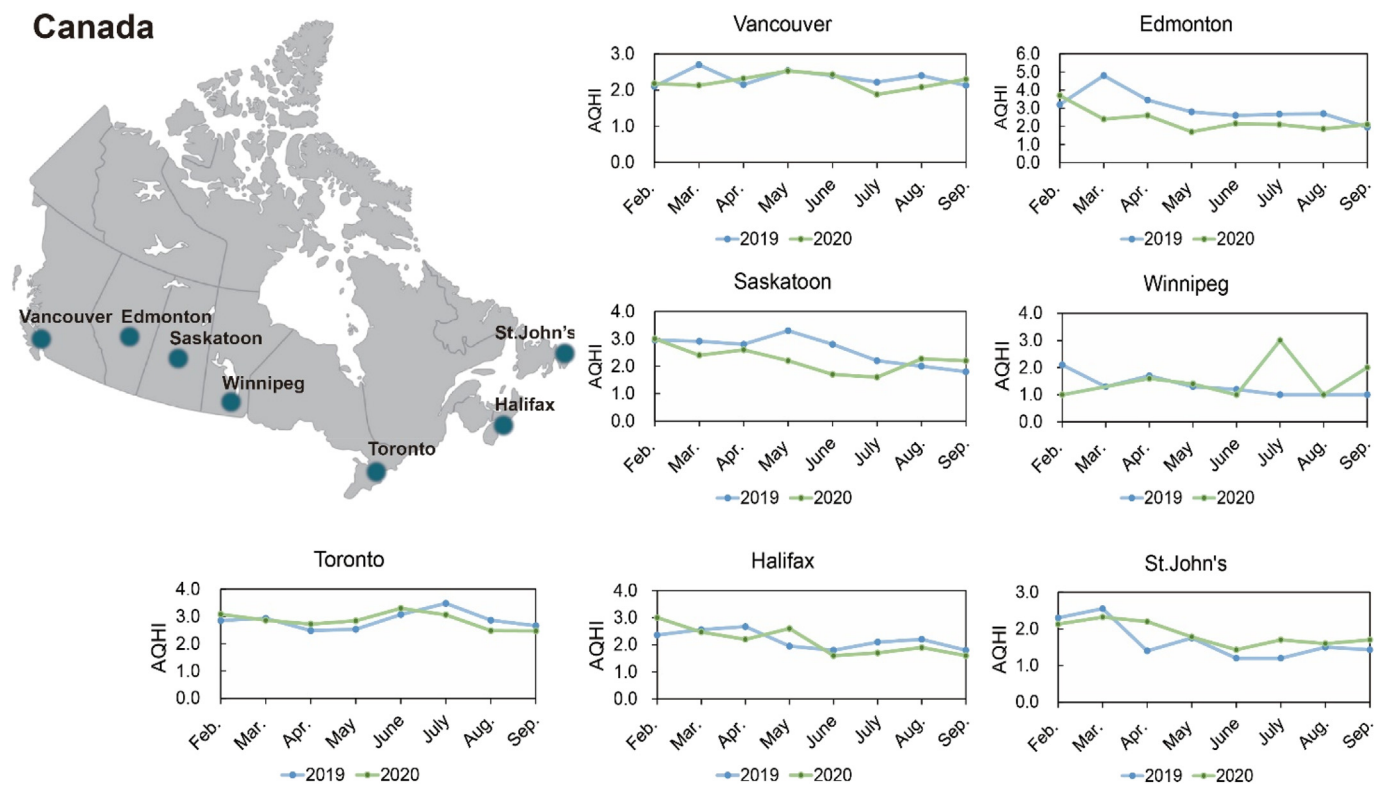 Canada
Vancouver
Edmonton
Saskatoon
Winnipeg
Toronto
Halifax
St.John's
Vancouver
AQHI
3.0
2.0
1.0
0.0
Feb. Mar. Apr. May June July Aug. Sep.
2019 2020
Edmonton
AQHI
6.0
5.0
4.0
3.0
2.0
1.0
0.0
Feb. Mar. Apr. May June July Aug. Sep.
2019 2020
Saskatoon
AQHI
4.0
3.0
2.0
1.0
0.0
Feb. Mar. Apr. May June July Aug. Sep.
2019 2020
Winnipeg
AQHI
4.0
3.0
2.0
1.0
0.0
Feb. Mar. Apr. May June July Aug. Sep.
2019 2020
Toronto
AQHI
4.0
3.0
2.0
1.0
0.0
Feb. Mar. Apr. May June July Aug. Sep.
2019 2020
Halifax
AQHI
4.0
3.0
2.0
1.0
0.0
Feb. Mar. Apr. May June July Aug. Sep.
2019 2020
St.John's
AQHI
3.0
2.0
1.0
0.0
Feb. Mar. Apr. May June July Aug. Sep.
2019 2020